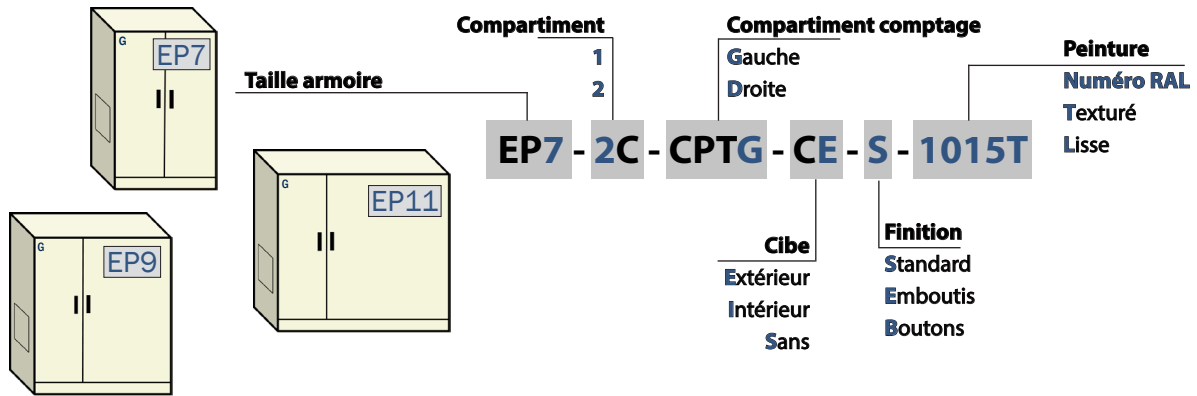 G
EP7
G
EP9
G
EP11
Taille armoire
Compartiment
1
2
Compartiment comptage
Gauche
Droite
Peinture
Numéro RAL
Texturé
Lisse
EP7 - 2C - CPTG - CE - S - 1015T
Cibe
Extérieur
Intérieur
Sans
Finition
Standard
Emboutis
Boutons